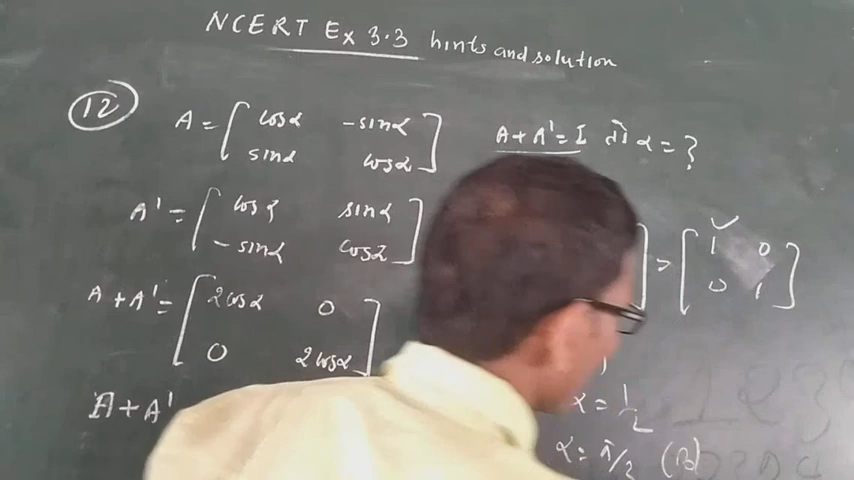 NCERT Ex 3.3 hints and solution
12
A = [ cosα -sinα
sinα cosα ]
A + A' = I तो α = ?
A' = [ cosα sinα
-sinα cosα ]
A + A' = [ 2cosα 0
0 2cosα ]
A + A'
] = [ 1 0
0 1 ]
α = 1/2
α = π/2 (B)